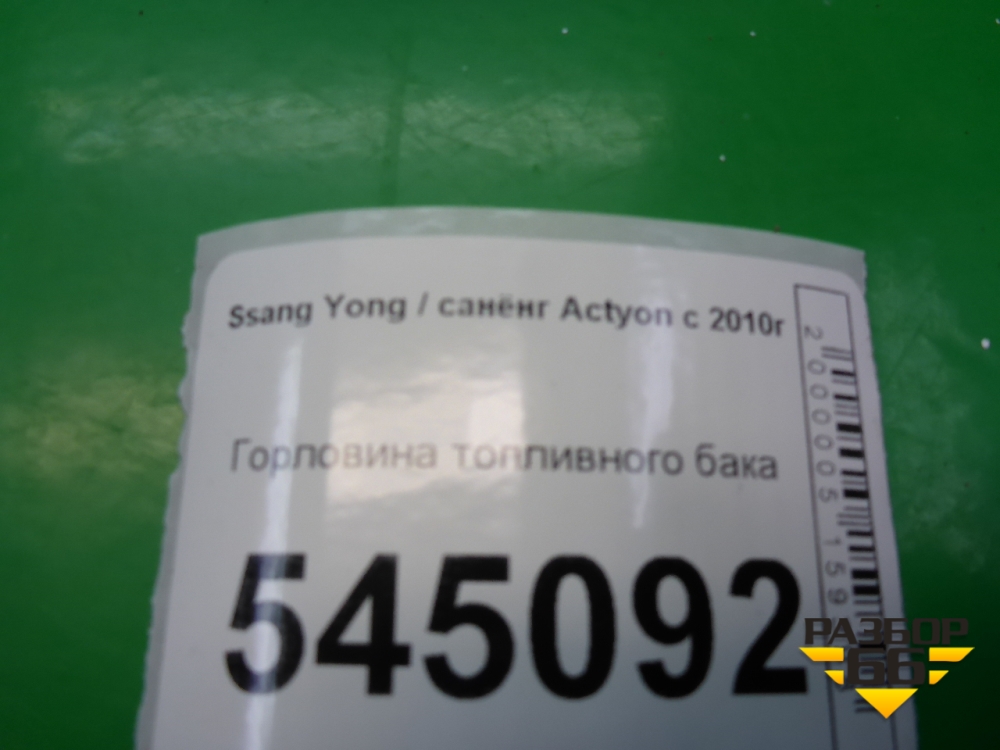 Ssang Yong / санёнг Actyon с 2010г
Горловина топливного бака
545092
2000005159
РАЗБОР
66